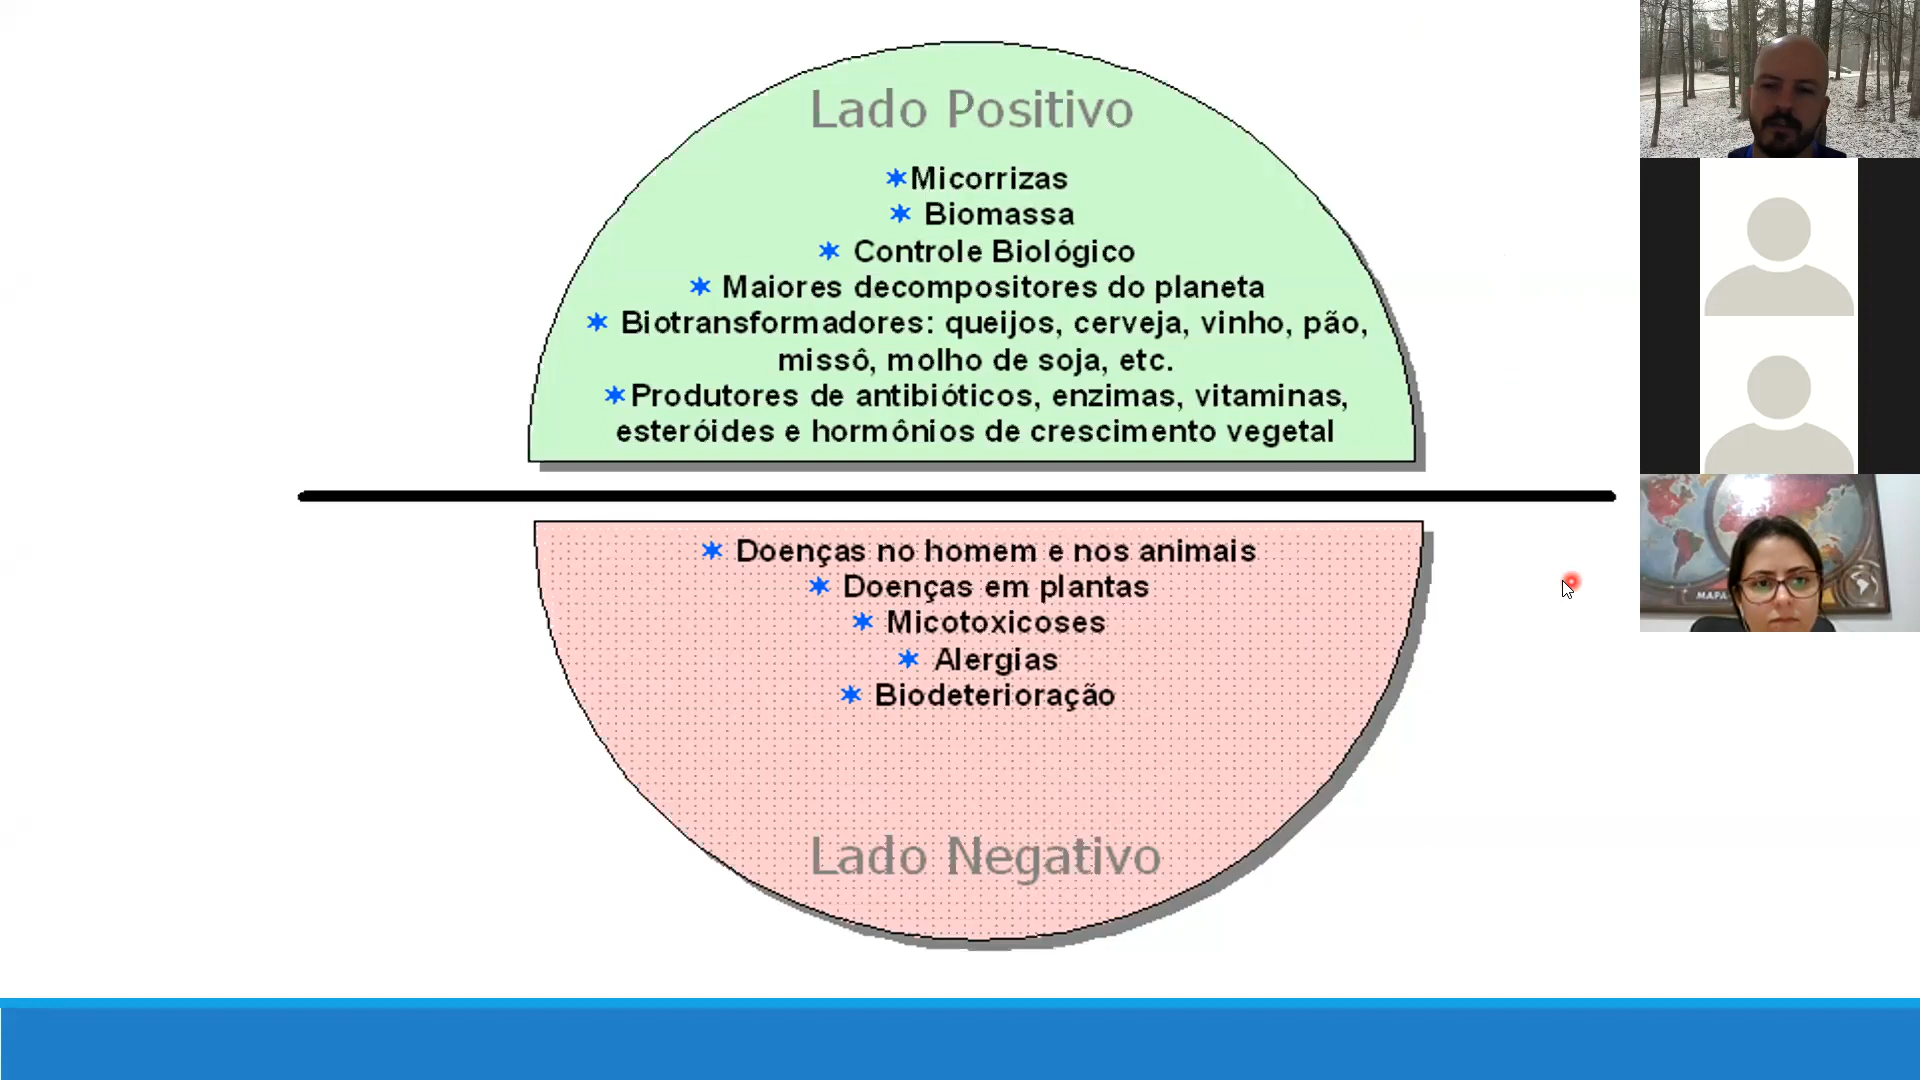 Lado Positivo
Micorrizas
Biomassa
Controle Biológico
Maiores decompositores do planeta
Biotransformadores: queijos, cerveja, vinho, pão,
missô, molho de soja, etc.
Produtores de antibióticos, enzimas, vitaminas,
esteróides e hormônios de crescimento vegetal
Doenças no homem e nos animais
Doenças em plantas
Micotoxicoses
Alergias
Biodeterioração
Lado Negativo
MAPA